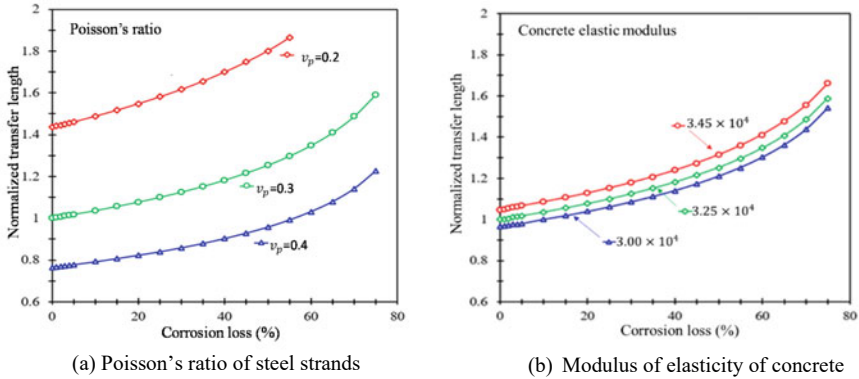 2
1.8
1.6
1.4
1.2
1
0.8
0.6
Normalized transfer length
Poisson's ratio
νp=0.2
νp=0.3
νp=0.4
0 20 40 60 80
Corrosion loss (%)
(a) Poisson's ratio of steel strands
2
1.8
1.6
1.4
1.2
1
0.8
0.6
Normalized transfer length
Concrete elastic modulus
3.45 × 10⁴
3.25 × 10⁴
3.00 × 10⁴
0 20 40 60 80
Corrosion loss (%)
(b) Modulus of elasticity of concrete